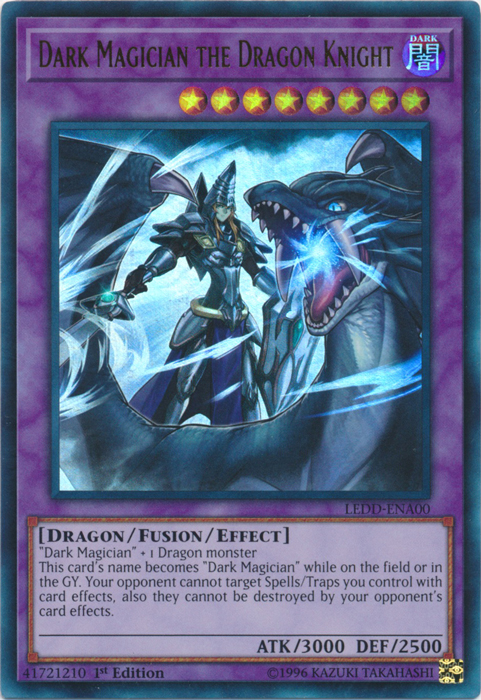 DARK MAGICIAN THE DRAGON KNIGHT
DARK
闇
LEDD-ENA00
[DRAGON/FUSION/EFFECT]
"Dark Magician" + 1 Dragon monster
This card's name becomes "Dark Magician" while on the field or in
the GY. Your opponent cannot target Spells/Traps you control with
card effects, also they cannot be destroyed by your opponent's
card effects.
ATK/3000 DEF/2500
41721210 1st Edition ©1996 KAZUKI TAKAHASHI